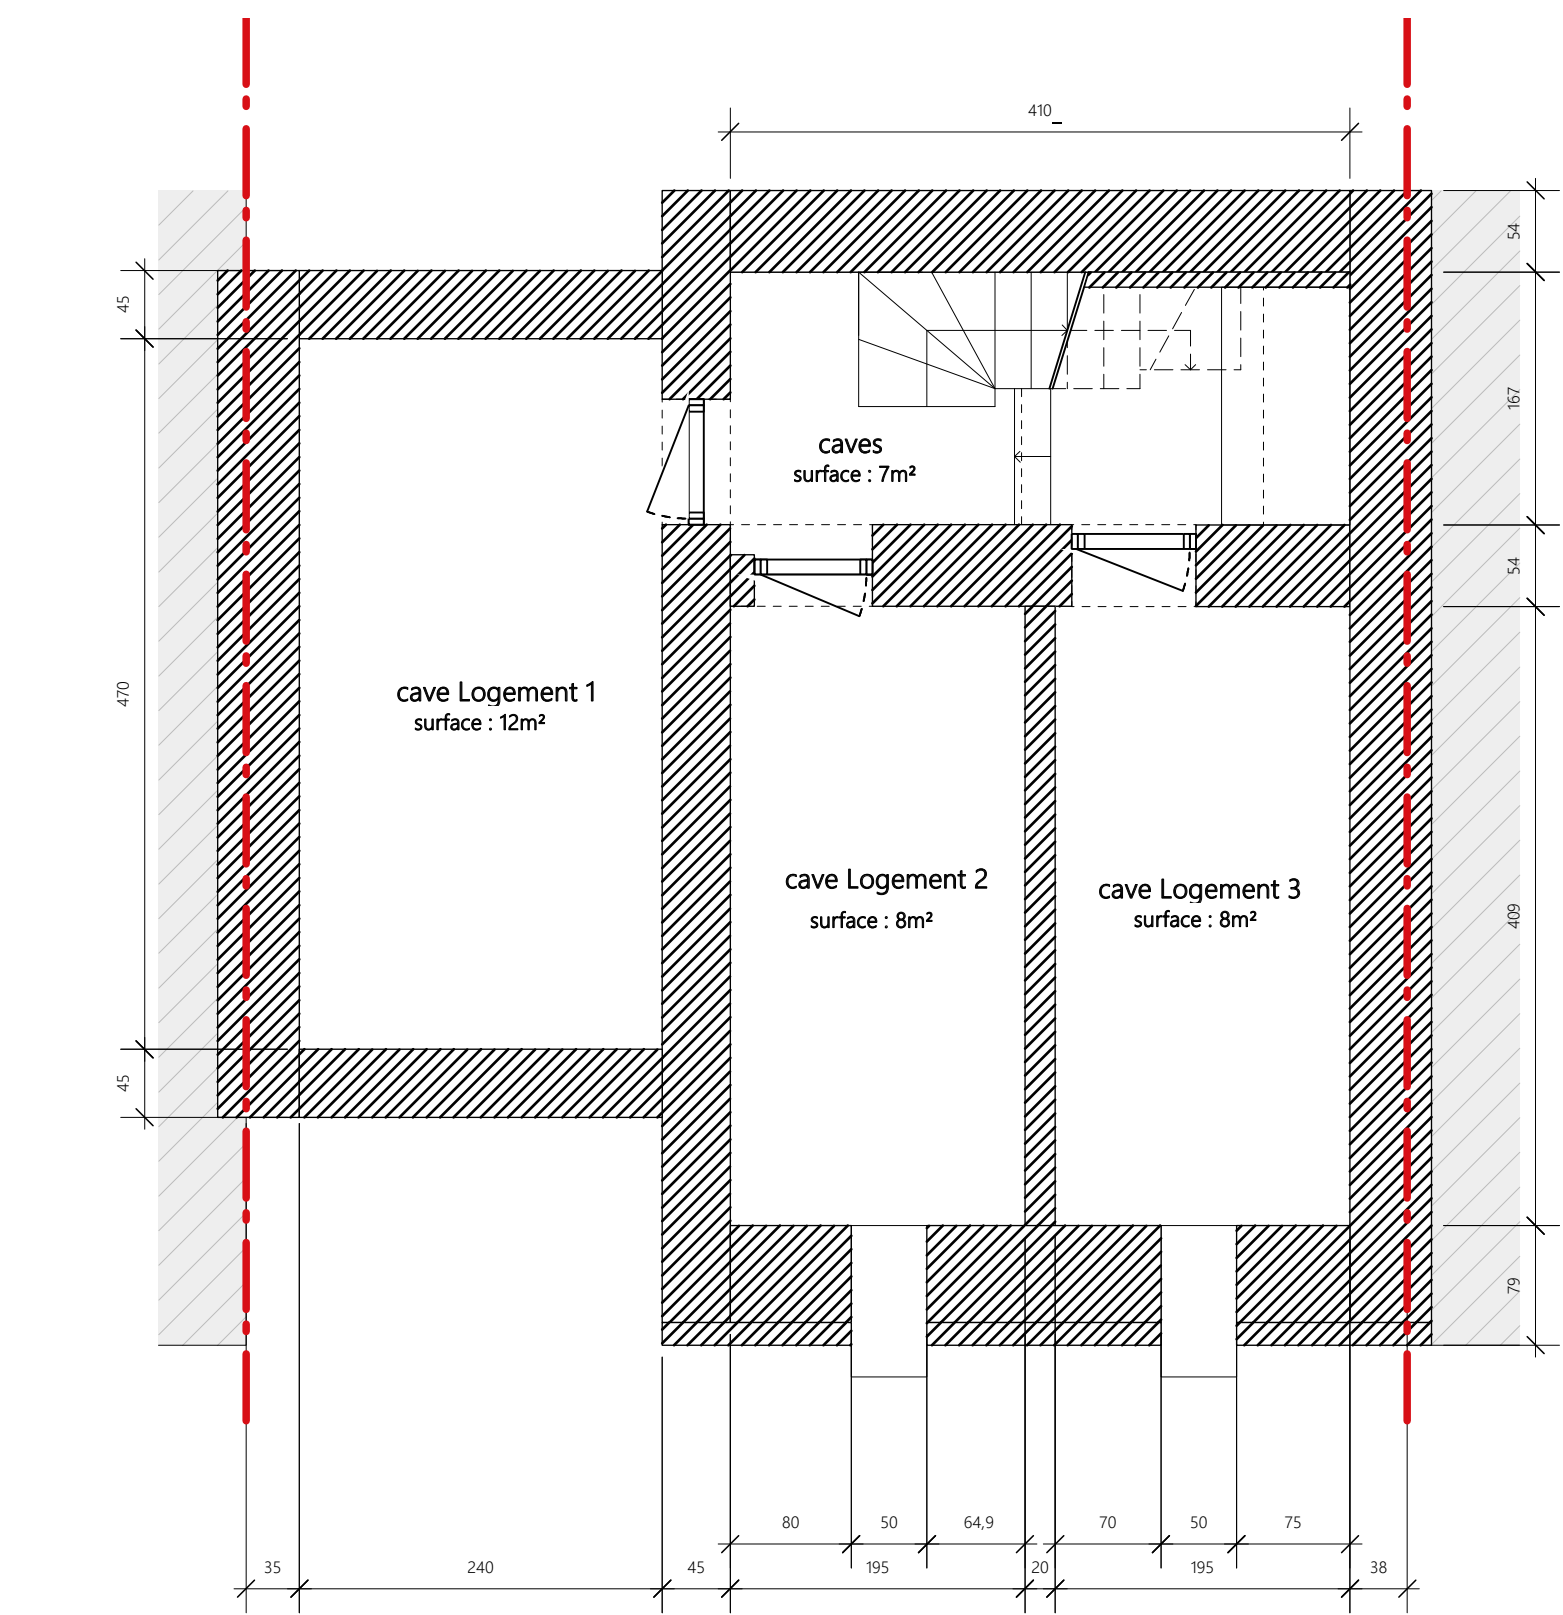 410
54
45
167
caves
surface : 7m²
54
470
cave Logement 1
surface : 12m²
cave Logement 2
surface : 8m²
cave Logement 3
surface : 8m²
409
45
79
80
50
64,9
70
50
75
35
240
45
195
20
195
38